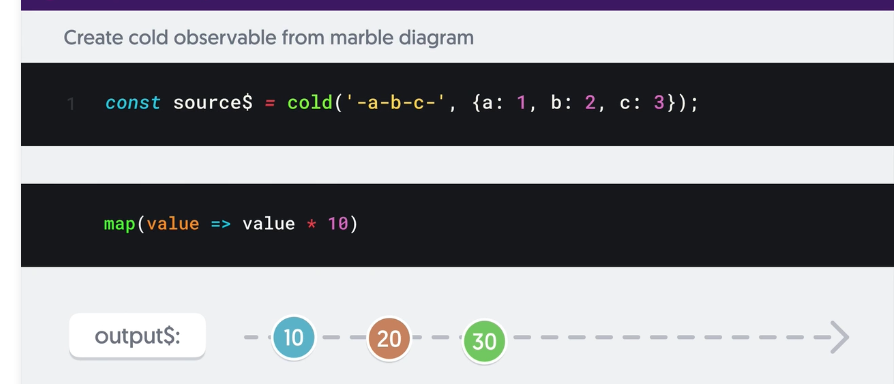 Create cold observable from marble diagram
1 const source$ = cold('-a-b-c-', {a: 1, b: 2, c: 3});
map(value => value * 10)
output$: 10 20 30